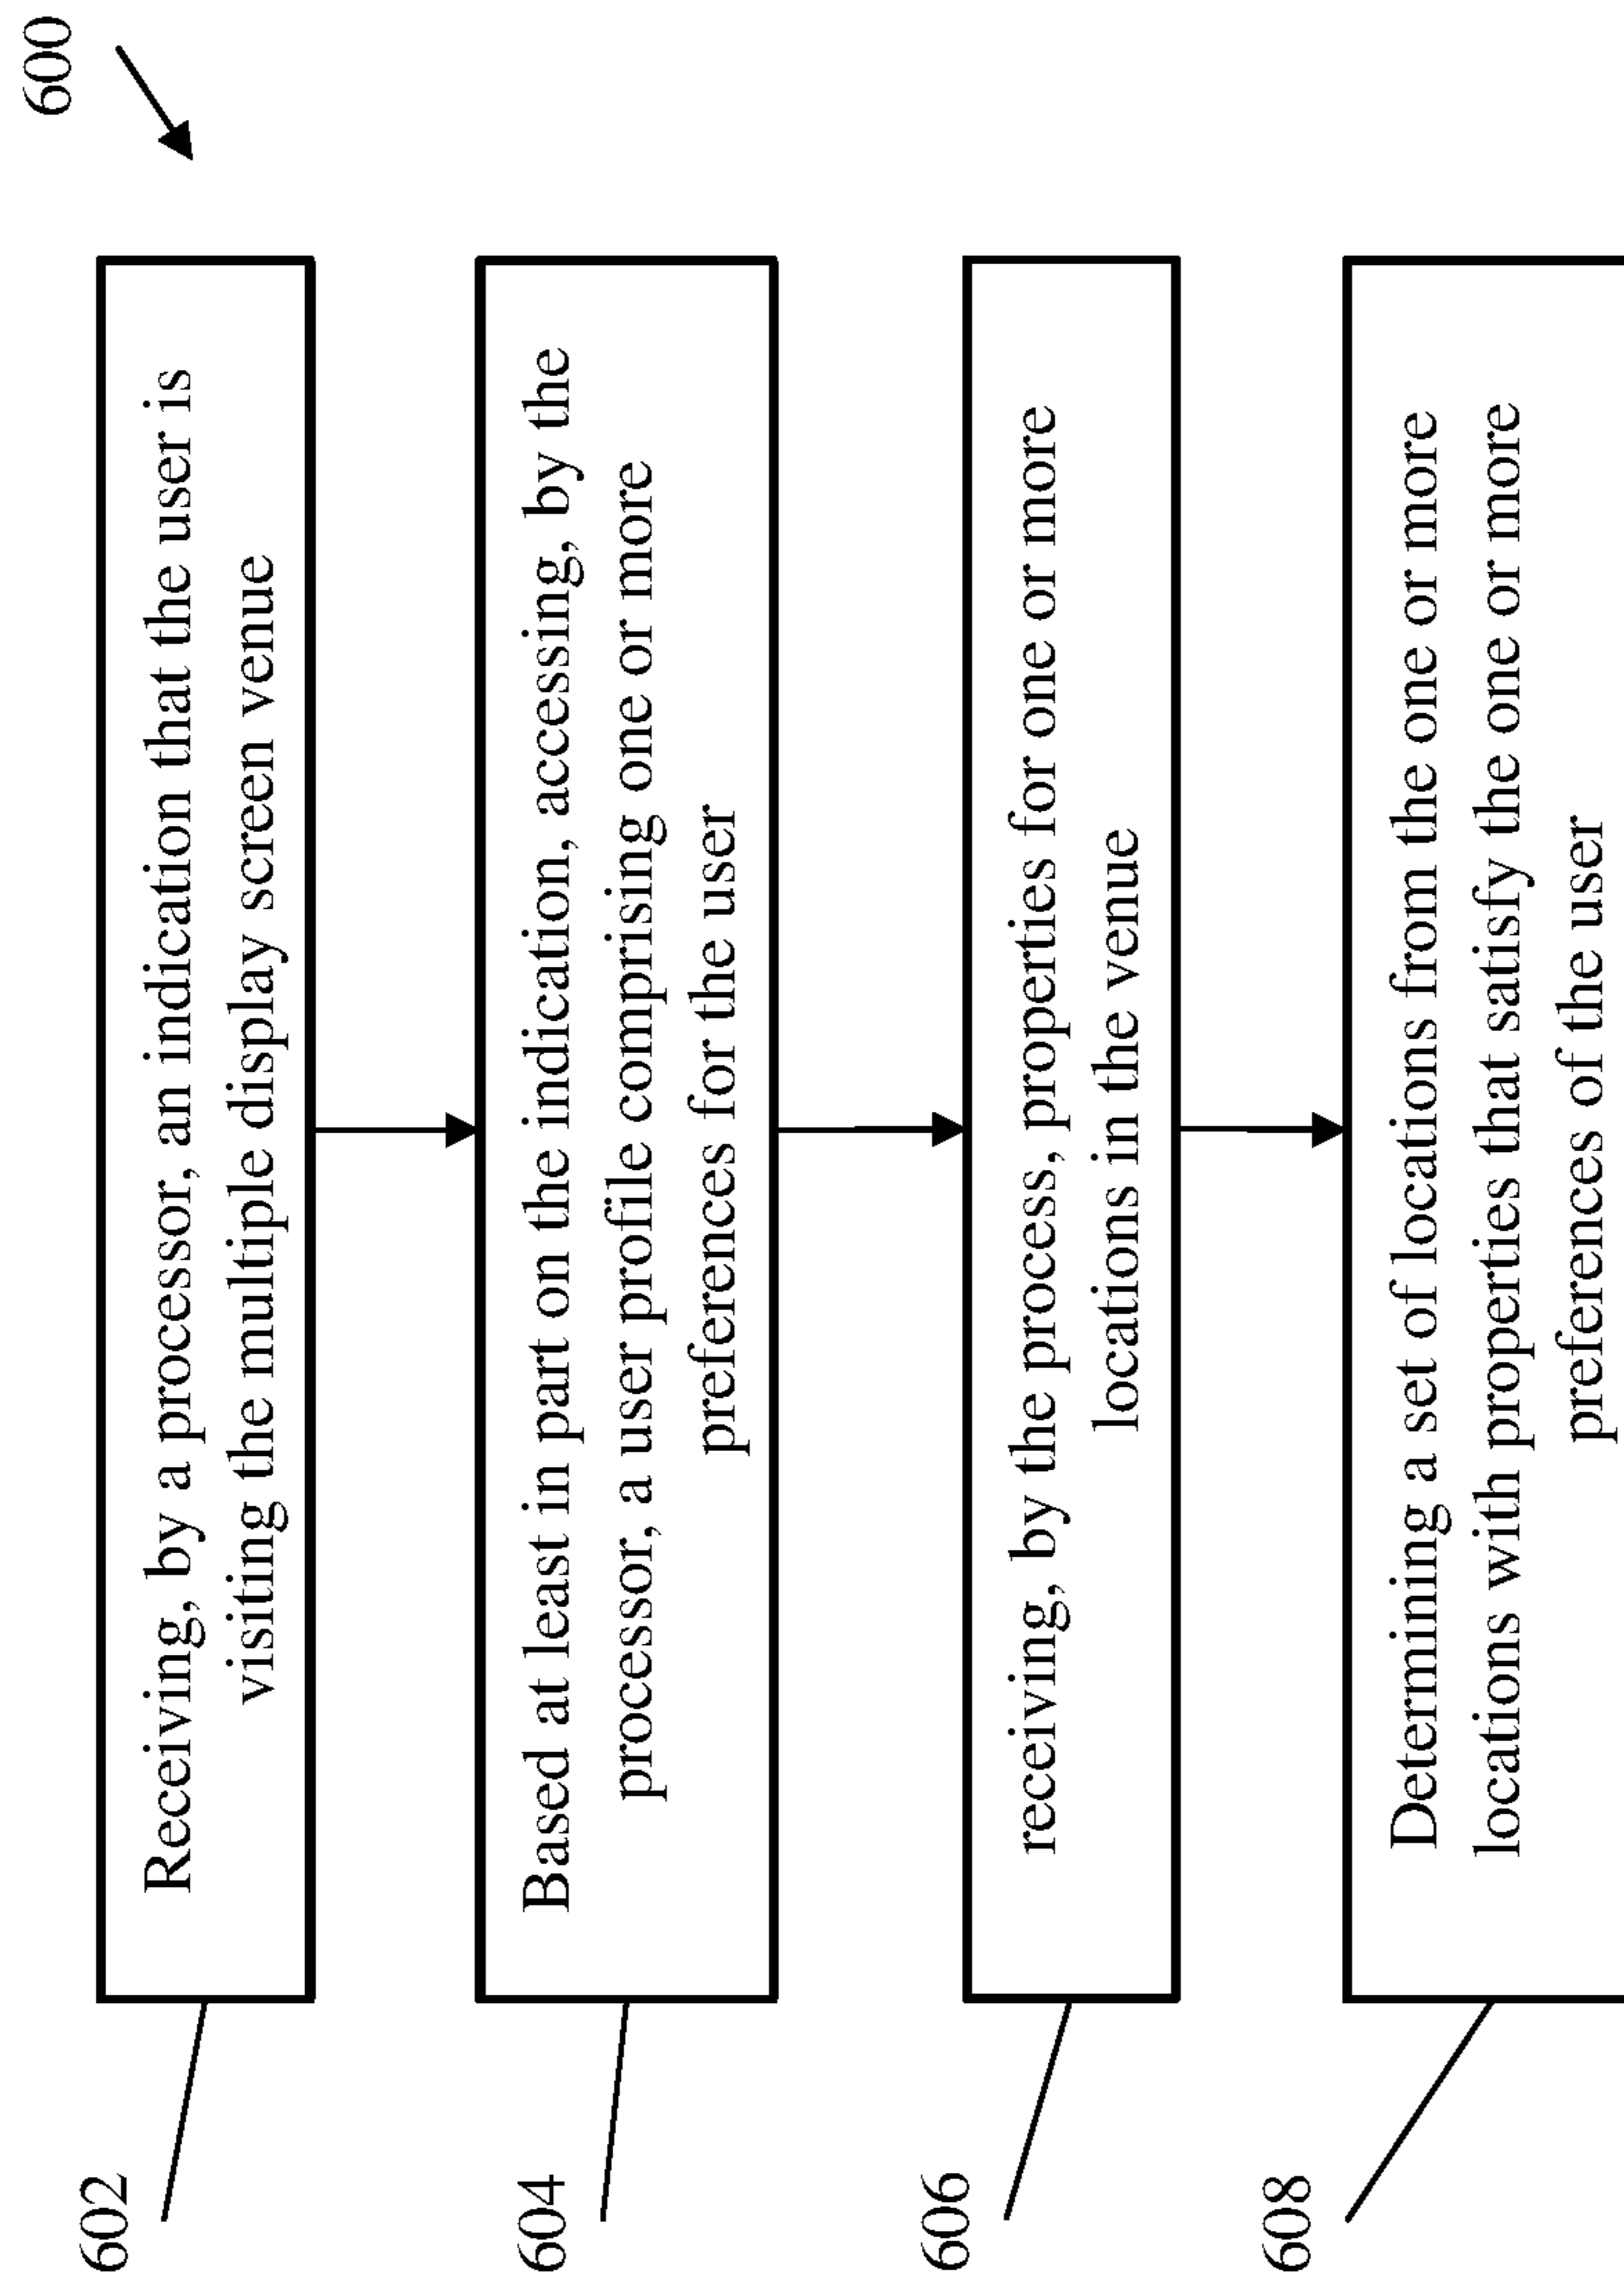 600
602
Receiving, by a processor, an indication that the user is
visiting the multiple display screen venue
604
Based at least in part on the indication, accessing, by the
processor, a user profile comprising one or more
preferences for the user
606
receiving, by the process, properties for one or more
locations in the venue
608
Determining a set of locations from the one or more
locations with properties that satisfy the one or more
preferences of the user